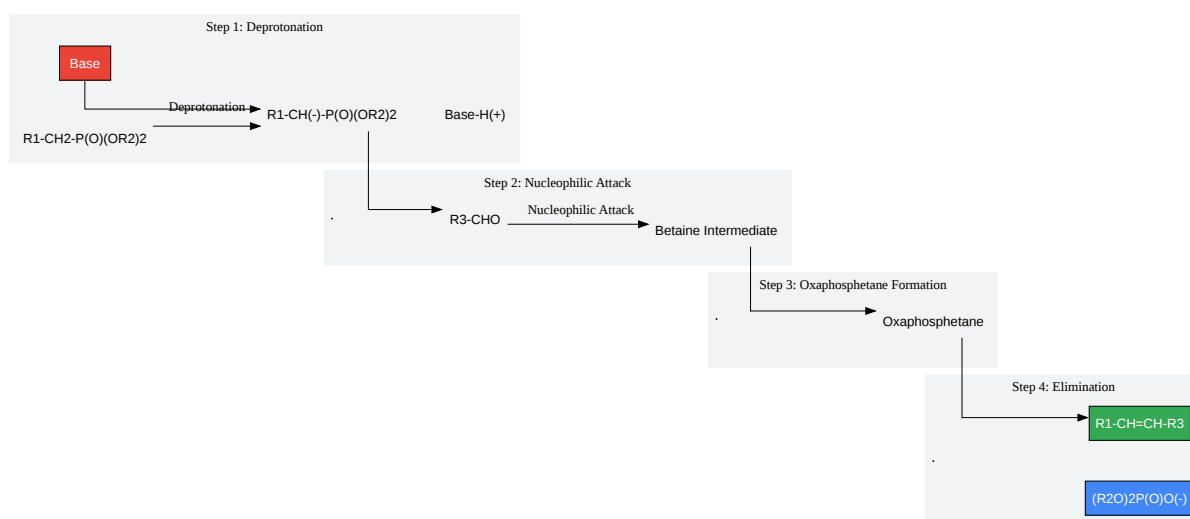 Step 1: Deprotonation
Base
Deprotonation
R1-CH(-)-P(O)(OR2)2
Base-H(+)
R1-CH2-P(O)(OR2)2
Step 2: Nucleophilic Attack
.
R3-CHO
Nucleophilic Attack
Betaine Intermediate
Step 3: Oxaphosphetane Formation
.
Oxaphosphetane
Step 4: Elimination
R1-CH=CH-R3
.
(R2O)2P(O)O(-)